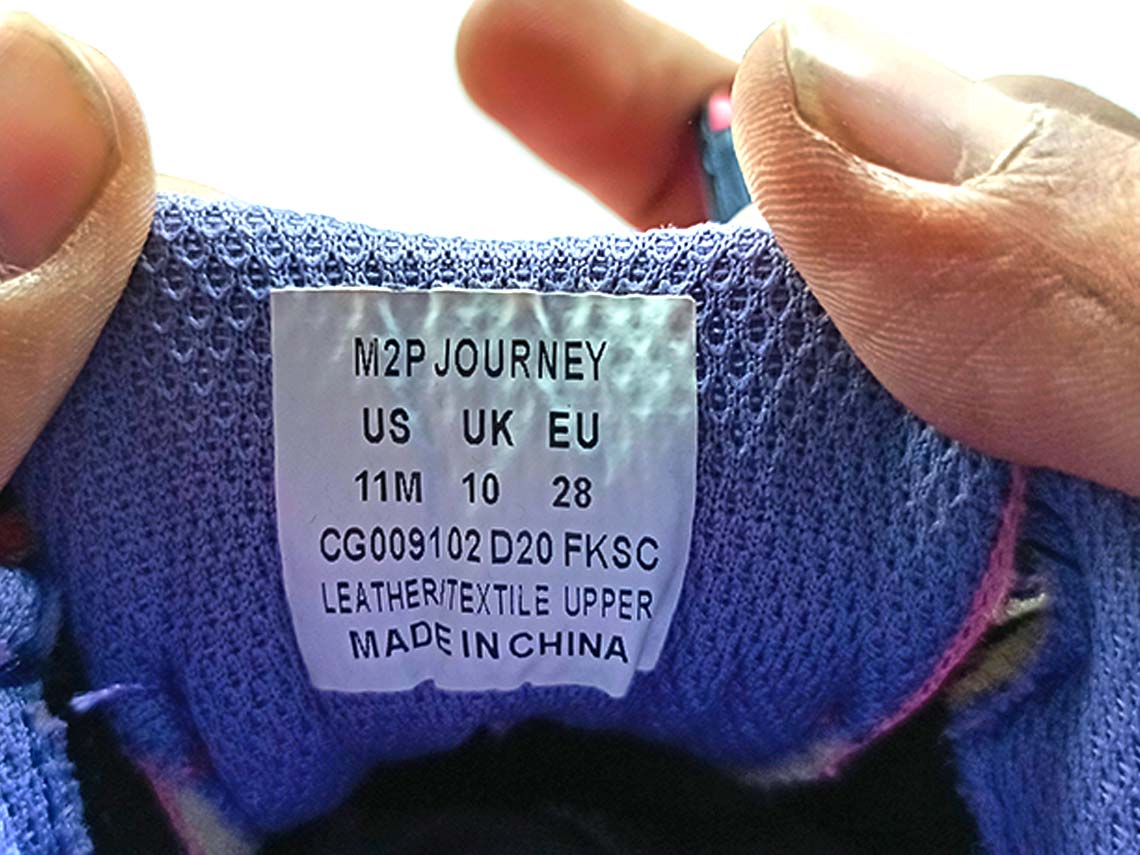 M2P JOURNEY
US UK EU
11M 10 28
CG009102 D20 FKSC
LEATHER/TEXTILE UPPER
MADE IN CHINA